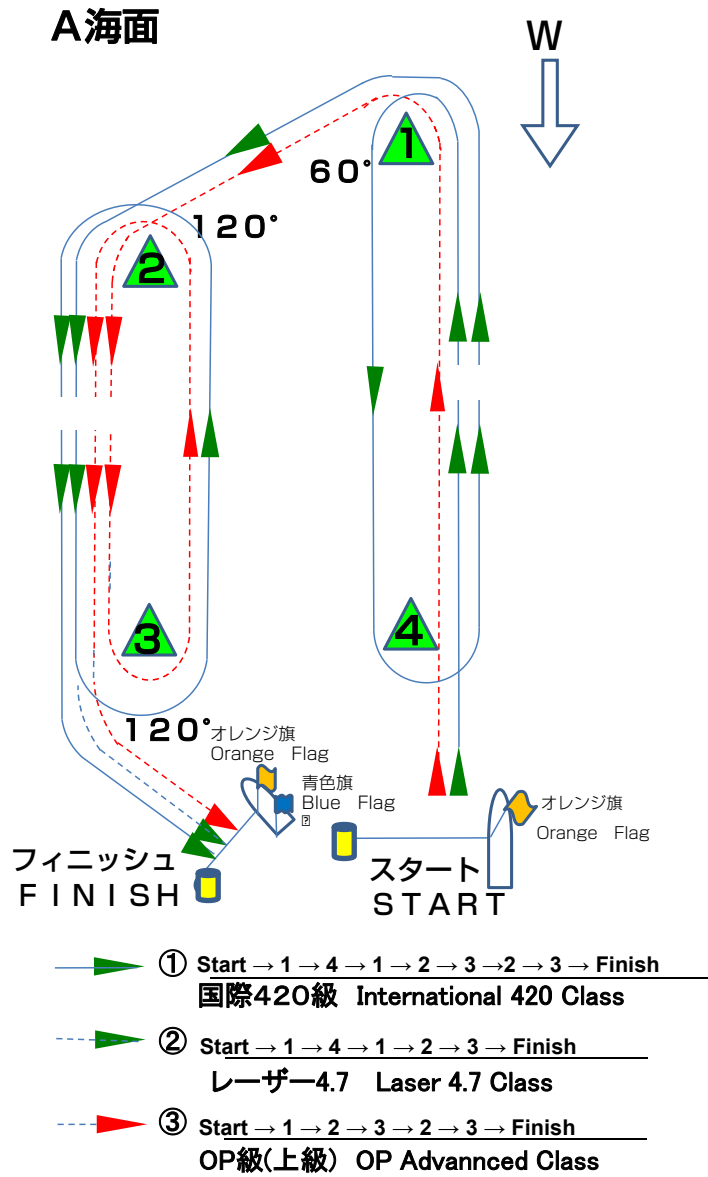 A海面
W
1
60°
120°
2
3
4
120°
オレンジ旗
Orange Flag
青色旗
Blue Flag
オレンジ旗
Orange Flag
フィニッシュ
ＦＩＮＩＳＨ
スタート
ＳＴＡＲＴ
① Start → 1 → 4 → 1 → 2 → 3 →2 → 3 → Finish
国際４２０級 International 420 Class
② Start → 1 → 4 → 1 → 2 → 3 → Finish
レーザー4.7 Laser 4.7 Class
③ Start → 1 → 2 → 3 → 2 → 3 → Finish
OP級(上級) OP Advannced Class